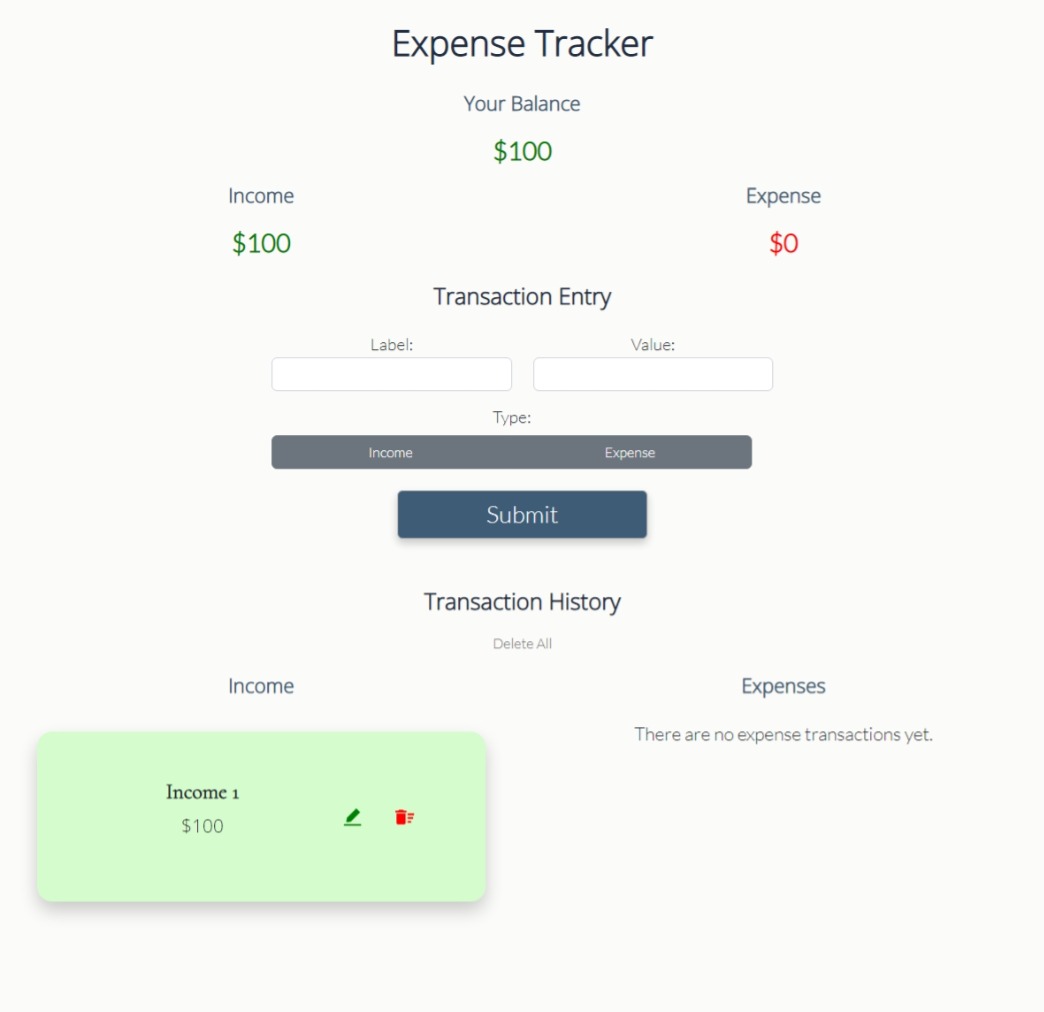 Expense Tracker
Your Balance
$100
Income
Expense
$100
$0
Transaction Entry
Label:
Value:
Type:
Income
Expense
Submit
Transaction History
Delete All
Income
Expenses
There are no expense transactions yet.
Income 1
$100